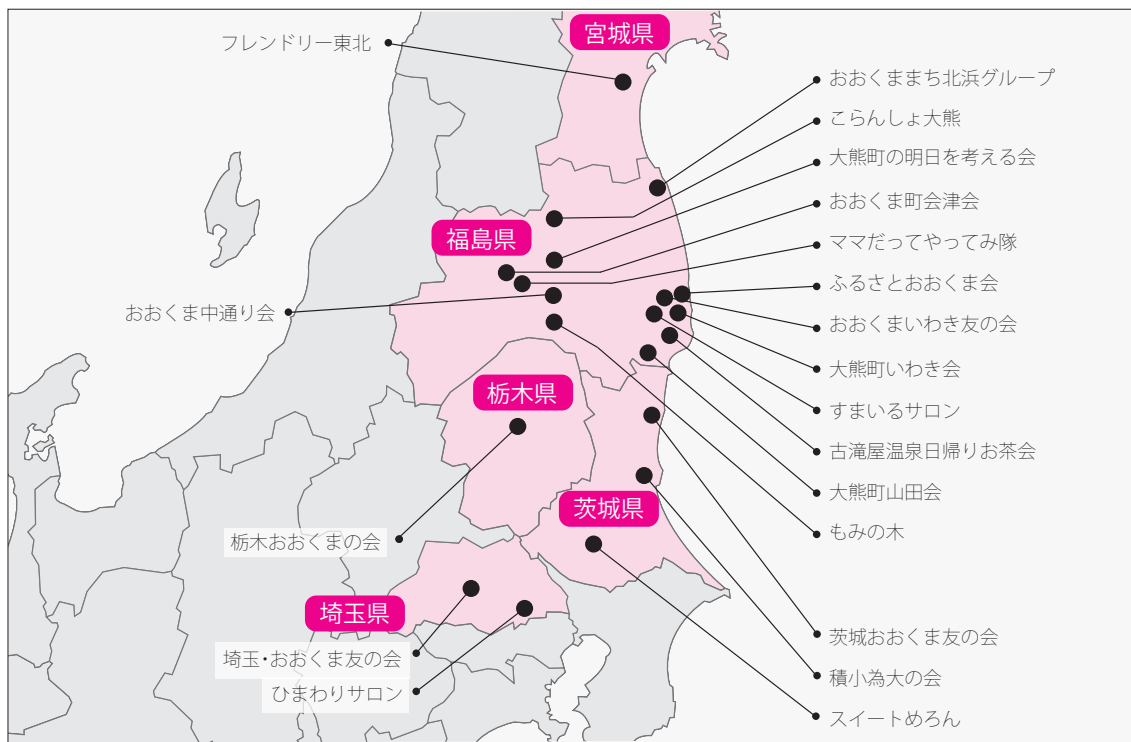 宮城県
フレンドリー東北
おおくままち北浜グループ
こらんしょ大熊
大熊町の明日を考える会
おおくま町会津会
福島県
ママだってやってみ隊
ふるさとおおくま会
おおくま中通り会
おおくまいわき友の会
大熊町いわき会
栃木県
すまいるサロン
古滝屋温泉日帰りお茶会
大熊町山田会
茨城県
もみの木
栃木おおくまの会
埼玉県
茨城おおくま友の会
埼玉・おおくま友の会
積小為大の会
ひまわりサロン
スイートめろん